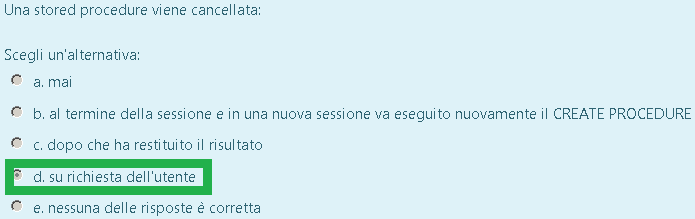 Una stored procedure viene cancellata:
Scegli un'alternativa:
a. mai
b. al termine della sessione e in una nuova sessione va eseguito nuovamente il CREATE PROCEDURE
c. dopo che ha restituito il risultato
d. su richiesta dell'utente
e. nessuna delle risposte è corretta